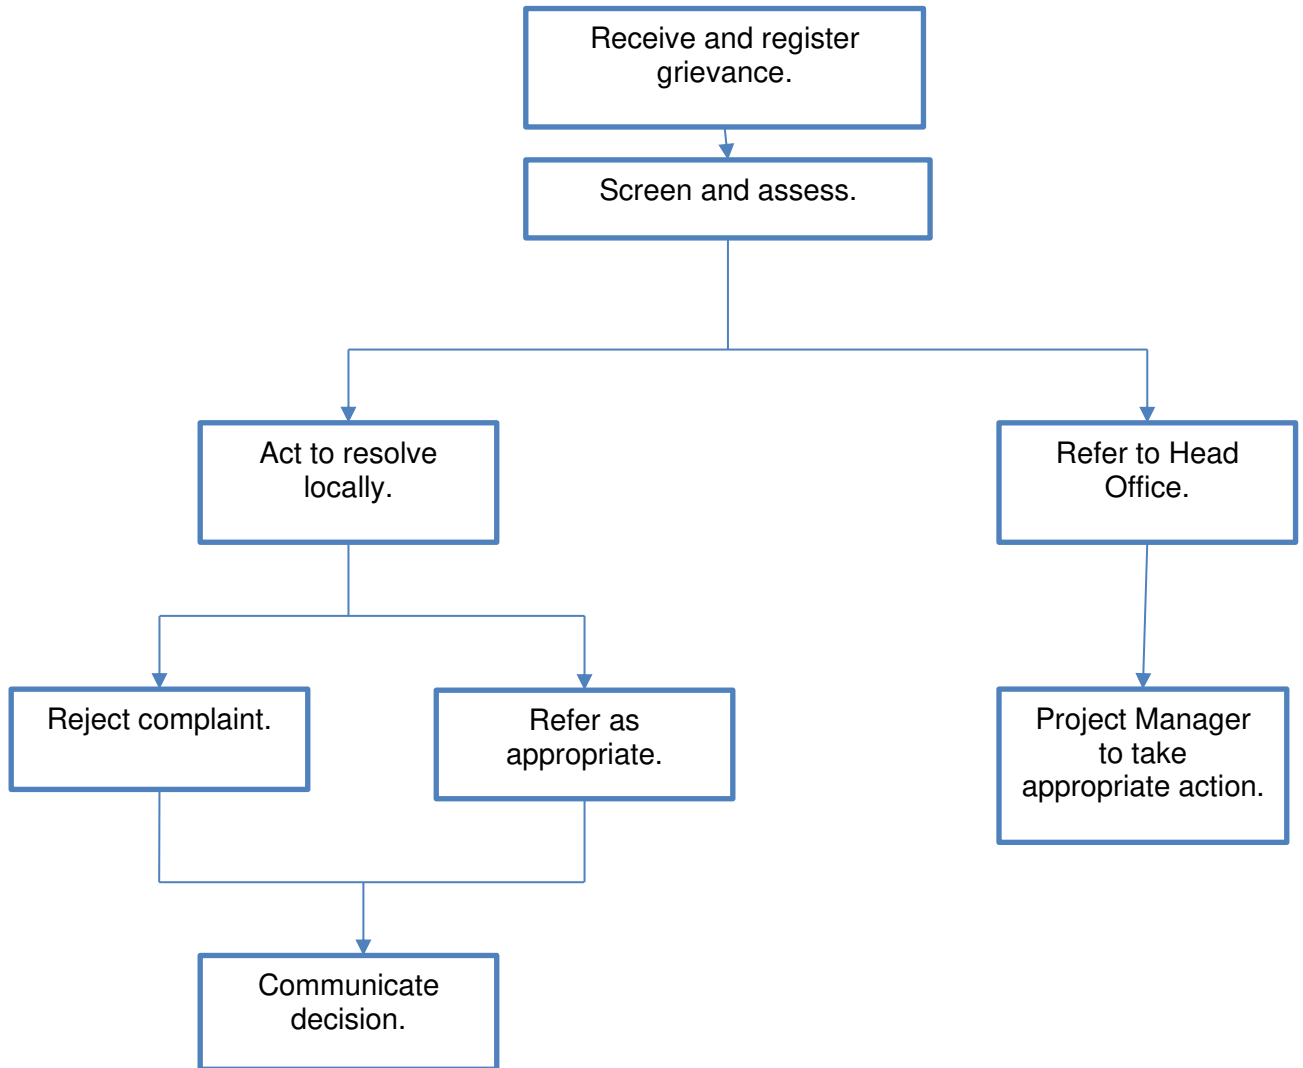 Receive and register
grievance.
Screen and assess.
Act to resolve
locally.
Refer to Head
Office.
Reject complaint.
Refer as
appropriate.
Project Manager
to take
appropriate action.
Communicate
decision.